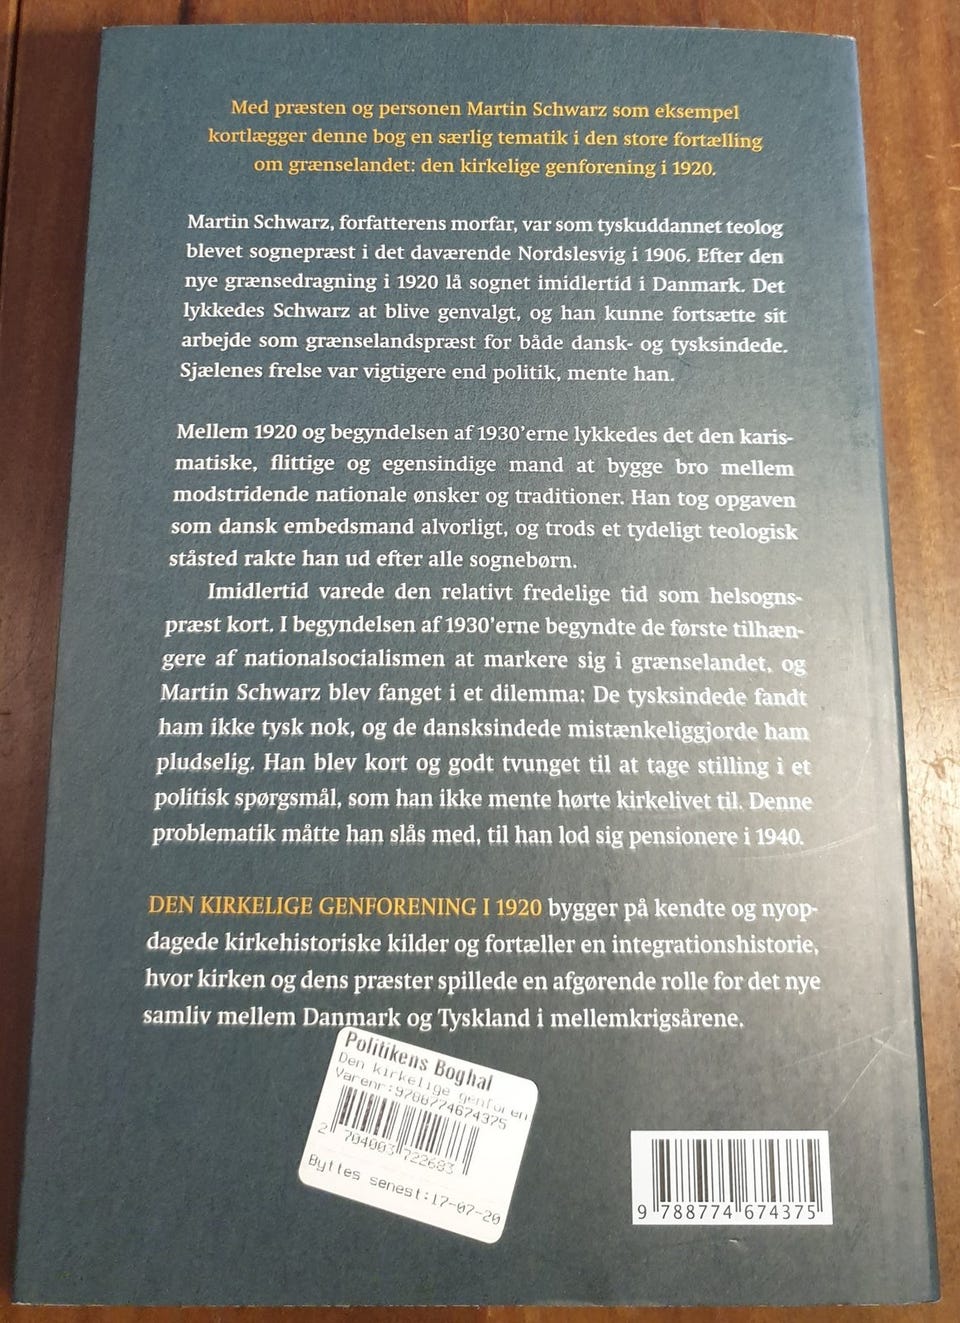 Med præsten og personen Martin Schwarz som eksempel
kortlægger denne bog en særlig tematik i den store fortælling
om grænselandet: den kirkelige genforening i 1920.
Martin Schwarz, forfatterens morfar, var som tyskuddannet teolog
blevet sognepræst i det daværende Nordslesvig i 1906. Efter den
nye grænsedragning i 1920 lå sognet imidlertid i Danmark. Det
lykkedes Schwarz at blive genvalgt, og han kunne fortsætte sit
arbejde som grænselandspræst for både dansk- og tysksindede.
Sjælenes frelse var vigtigere end politik, mente han.
Mellem 1920 og begyndelsen af 1930'erne lykkedes det den karis-
matiske, flittige og egensindige mand at bygge bro mellem
modstridende nationale ønsker og traditioner. Han tog opgaven
som dansk embedsmand alvorligt, og trods et tydeligt teologisk
ståsted rakte han ud efter alle sognebørn.
Imidlertid varede den relativt fredelige tid som helsogns-
præst kort. I begyndelsen af 1930'erne begyndte de første tilhæn-
gere af nationalsocialismen at markere sig i grænselandet, og
Martin Schwarz blev fanget i et dilemma: De tysksindede fandt
ham ikke tysk nok, og de dansksindede mistænkeliggjorde ham
pludselig. Han blev kort og godt tvunget til at tage stilling i et
politisk spørgsmål, som han ikke mente hørte kirkelivet til. Denne
problematik måtte han slås med, til han lod sig pensionere i 1940.
DEN KIRKELIGE GENFORENING I 1920 bygger på kendte og nyop-
dagede kirkehistoriske kilder og fortæller en integrationshistorie,
hvor kirken og dens præster spillede en afgørende rolle for det nye
samliv mellem Danmark og Tyskland i mellemkrigsårene.
Politikens Boghal
Den kirkelige genforen
Varenr:9788774674375
2 704003 722683
Byttes senest:17-07-20
9 788774 674375